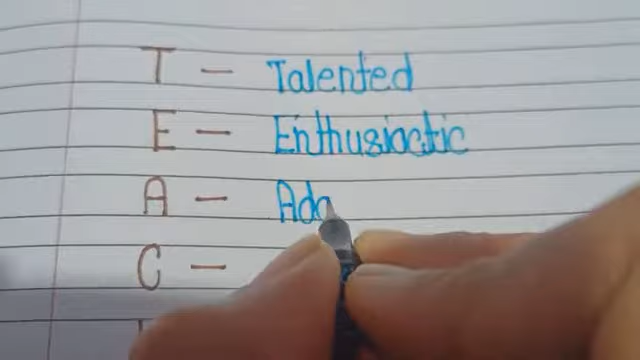 T - Talented
E - Enthusiactic
A - Ada
C -